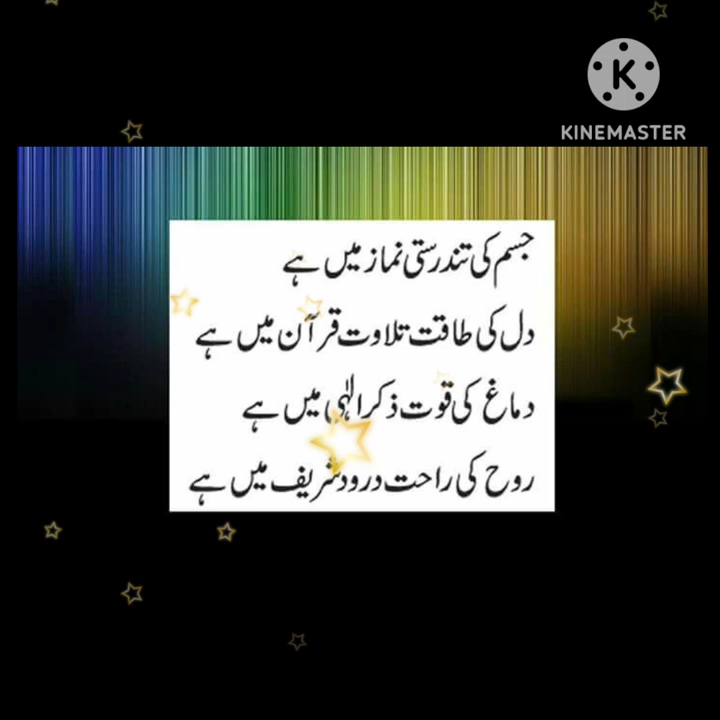 KINEMASTER
جسم کی تندرستی نماز میں ہے
دل کی طاقت تلاوت قرآن میں ہے
دماغ کی قوت ذکر الٰہی میں ہے
روح کی راحت درود شریف میں ہے